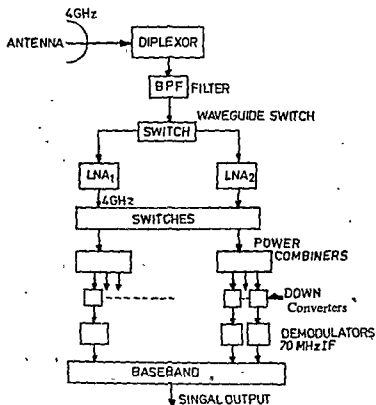 4GHz
ANTENNA
DIPLEXOR
BPF
FILTER
WAVEGUIDE SWITCH
SWITCH
LNA1
LNA2
4GHz
SWITCHES
POWER
COMBINERS
DOWN
Converters
DEMODULATORS
70 MHz IF
BASEBAND
SINGAL OUTPUT